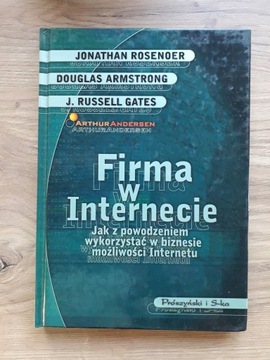 JONATHAN ROSENOER
DOUGLAS ARMSTRONG
J. RUSSELL GATES
ARTHURANDERSEN
Firma
w
Internecie
Jak z powodzeniem
wykorzystać w biznesie
możliwości Internetu
Prószyński i S-ka